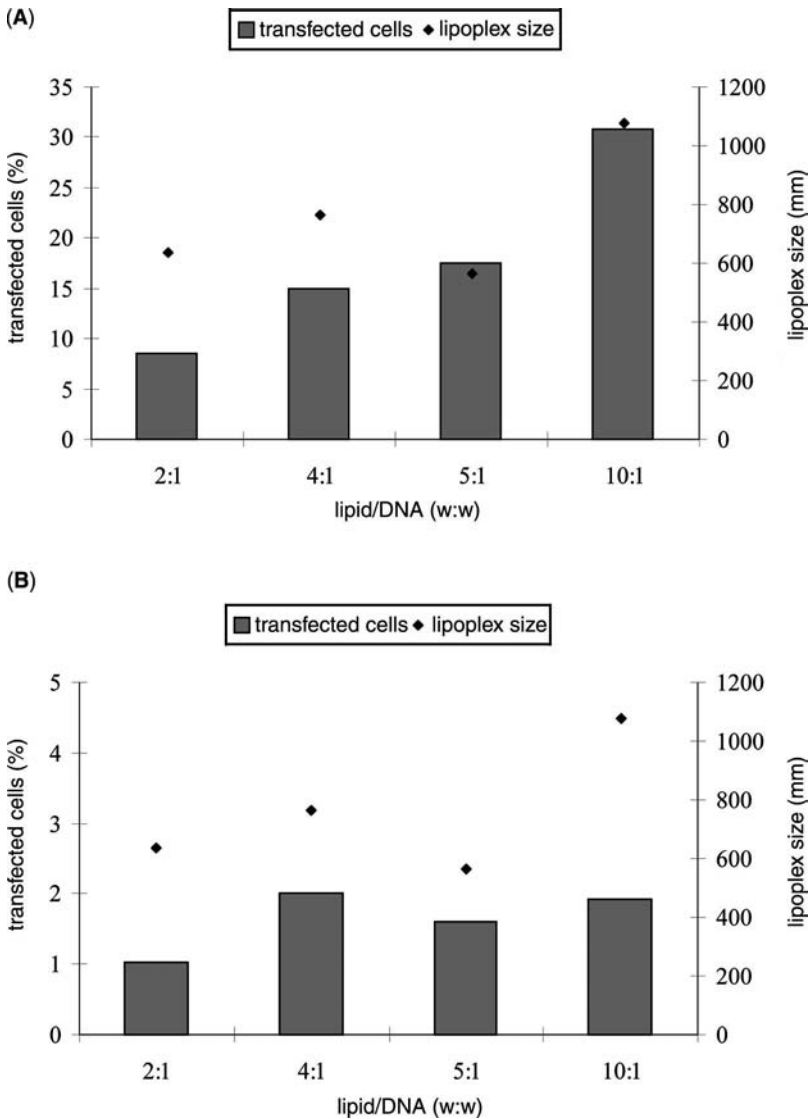 (A)
transfected cells lipoplex size
35 1200
30 1000
25
20 800
15 600
10 400
5 200
0 0
transfected cells (%)
lipoplex size (mm)
2:1 4:1 5:1 10:1
lipid/DNA (w:w)
(B)
transfected cells lipoplex size
5 1200
4 1000
3 800
2 600
1 400
0 200
0
transfected cells (%)
lipoplex size (mm)
2:1 4:1 5:1 10:1
lipid/DNA (w:w)